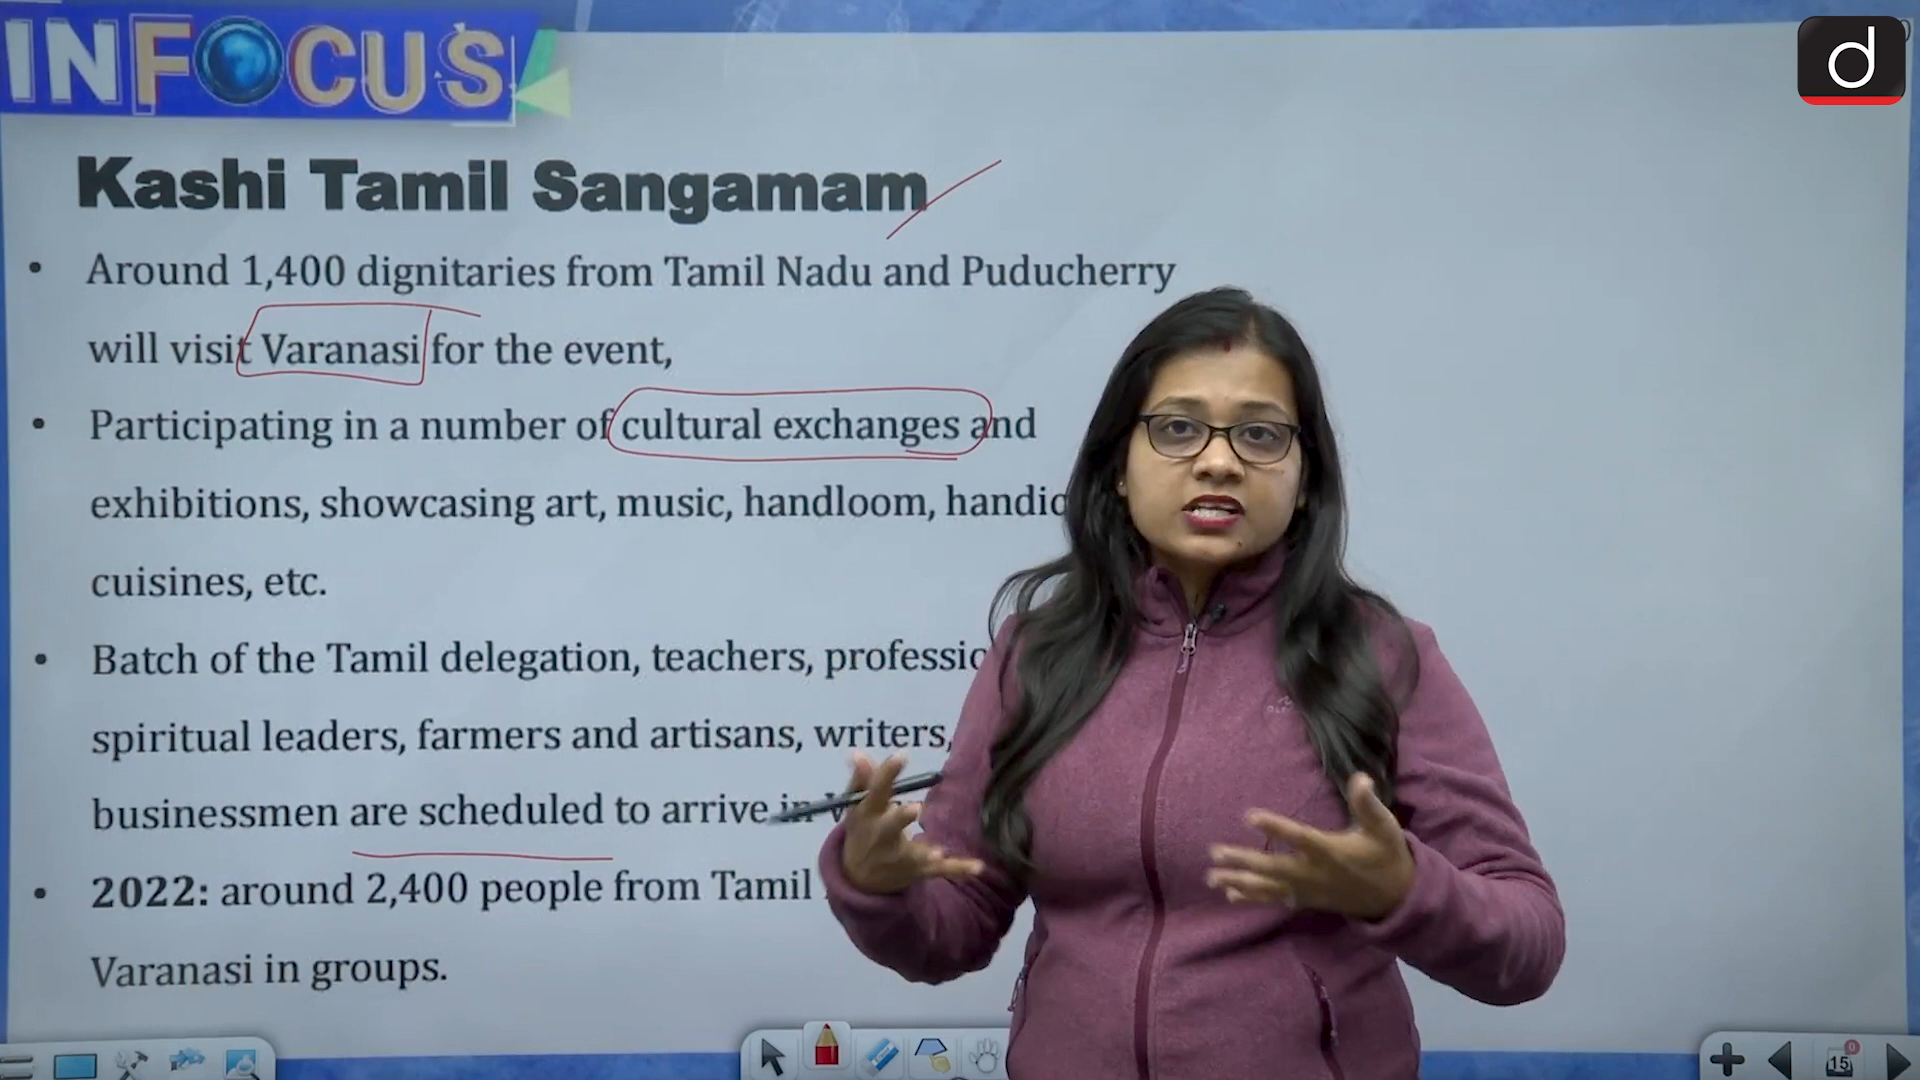 INFOCUS
d
Kashi Tamil Sangamam
• Around 1,400 dignitaries from Tamil Nadu and Puducherry
will visit Varanasi for the event,
• Participating in a number of cultural exchanges and
exhibitions, showcasing art, music, handloom,
cuisines, etc.
• Batch of the Tamil delegation, teachers,
spiritual leaders, farmers and artisans, writers,
businessmen are scheduled to arrive in
• 2022: around 2,400 people from Tamil
Varanasi in groups.
15
0